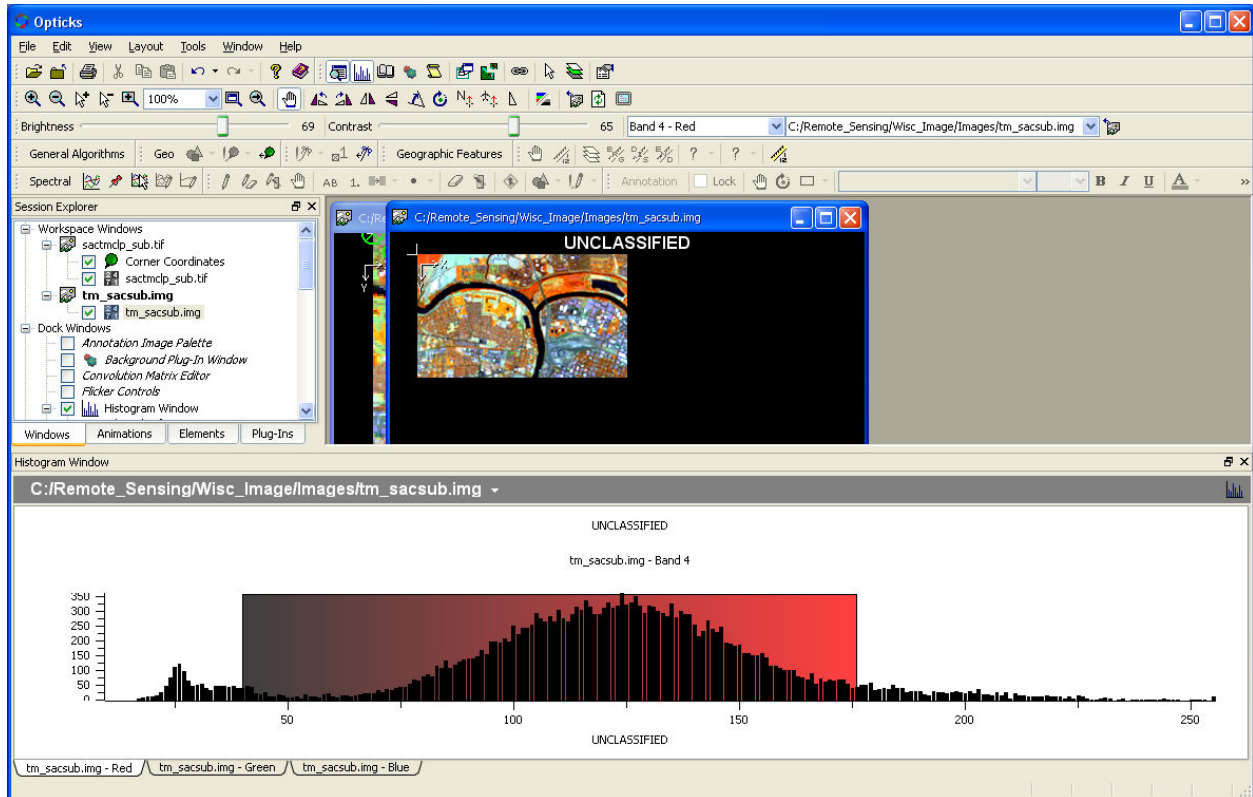 Opticks
File Edit View Layout Tools Window Help
100%
Brightness 69 Contrast 65 Band 4 - Red C:/Remote_Sensing/Wisc_Image/Images/tm_sacsub.img
General Algorithms Geo Geographic Features ? ?
Spectral AB 1. Annotation Lock B I U A »
Session Explorer
Workspace Windows
sactmclp_sub.tif
Corner Coordinates
sactmclp_sub.tif
tm_sacsub.img
tm_sacsub.img
Dock Windows
Annotation Image Palette
Background Plug-In Window
Convolution Matrix Editor
Flicker Controls
Histogram Window
Windows Animations Elements Plug-Ins
C:/Re
C:/Remote_Sensing/Wisc_Image/Images/tm_sacsub.img
UNCLASSIFIED
Y
Histogram Window
C:/Remote_Sensing/Wisc_Image/Images/tm_sacsub.img
UNCLASSIFIED
tm_sacsub.img - Band 4
350
300
250
200
150
100
50
0
50 100 150 200 250
UNCLASSIFIED
tm_sacsub.img - Red tm_sacsub.img - Green tm_sacsub.img - Blue